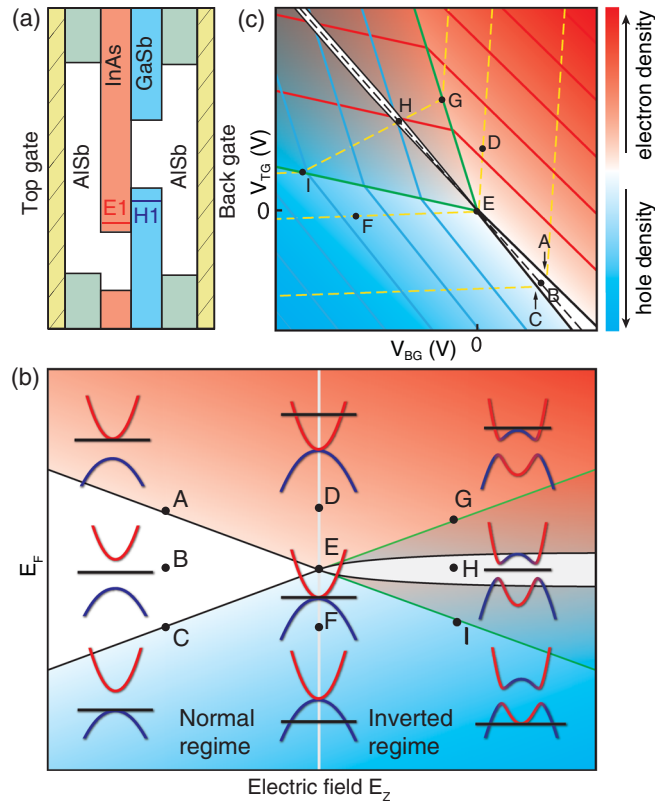 (a)
Top gate
AlSb
InAs
GaSb
AlSb
Back gate
E1
H1
(c)
V_TG (V)
0
H
G
D
I
F
E
A
B
C
0
V_BG (V)
electron density
hole density
(b)
E_F
A
B
C
D
E
F
G
H
I
Normal
regime
Inverted
regime
Electric field E_Z